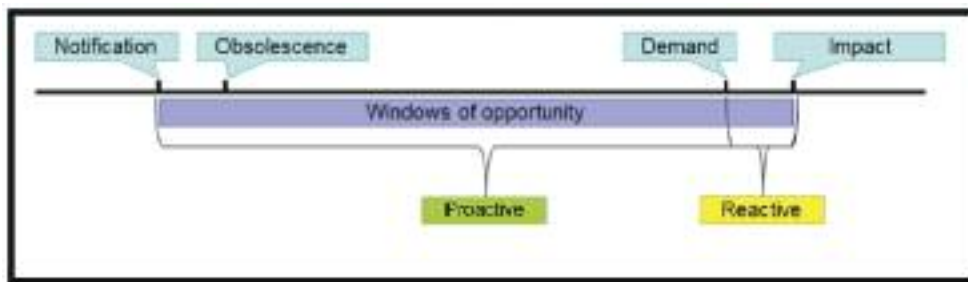 Notification
Obsolescence
Demand
Impact
Windows of opportunity
Proactive
Reactive